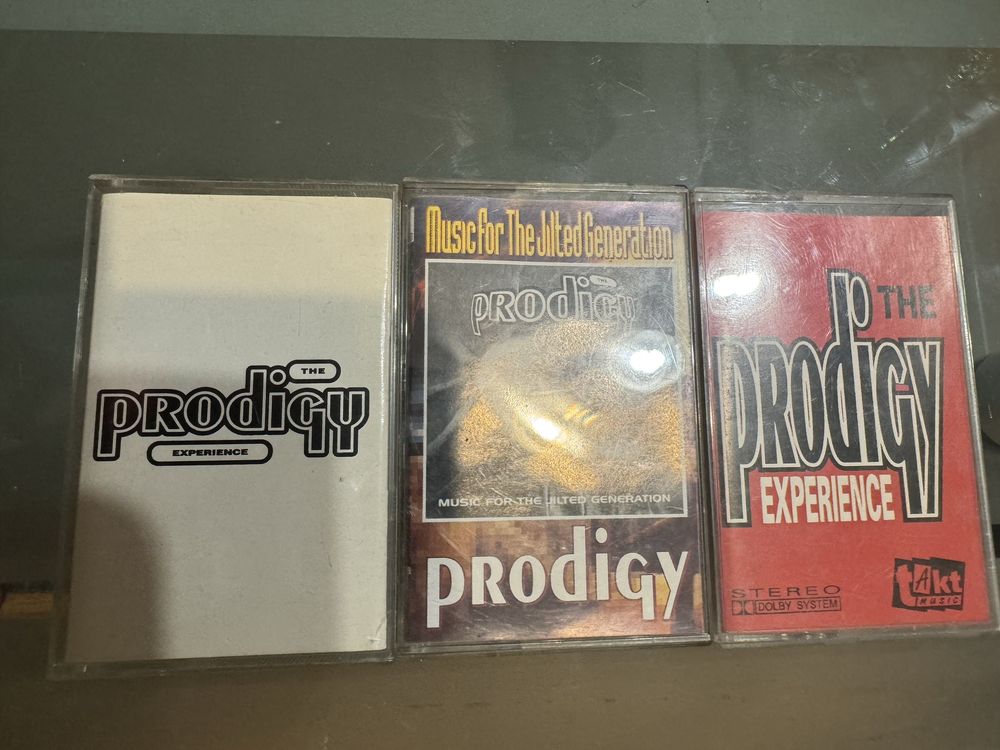 THE
prodigy
EXPERIENCE
Music for The Jilted Generation
THE
prodigy
MUSIC FOR THE JILTED GENERATION
prodigy
THE
PRODIGY
EXPERIENCE
STEREO
DOLBY SYSTEM
tAkt
MUSIC